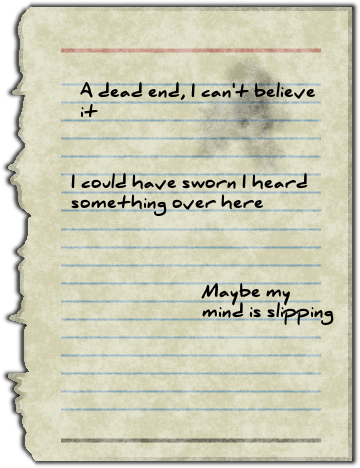 A dead end, I can't believe
it
I could have sworn I heard
something over here
Maybe my
mind is slipping